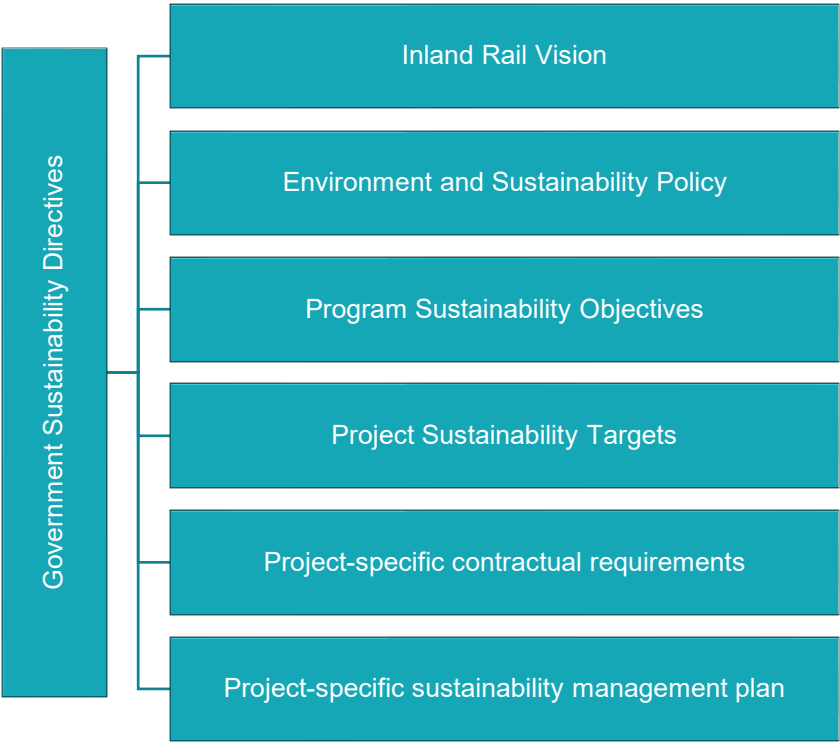 Government Sustainability Directives
Inland Rail Vision
Environment and Sustainability Policy
Program Sustainability Objectives
Project Sustainability Targets
Project-specific contractual requirements
Project-specific sustainability management plan